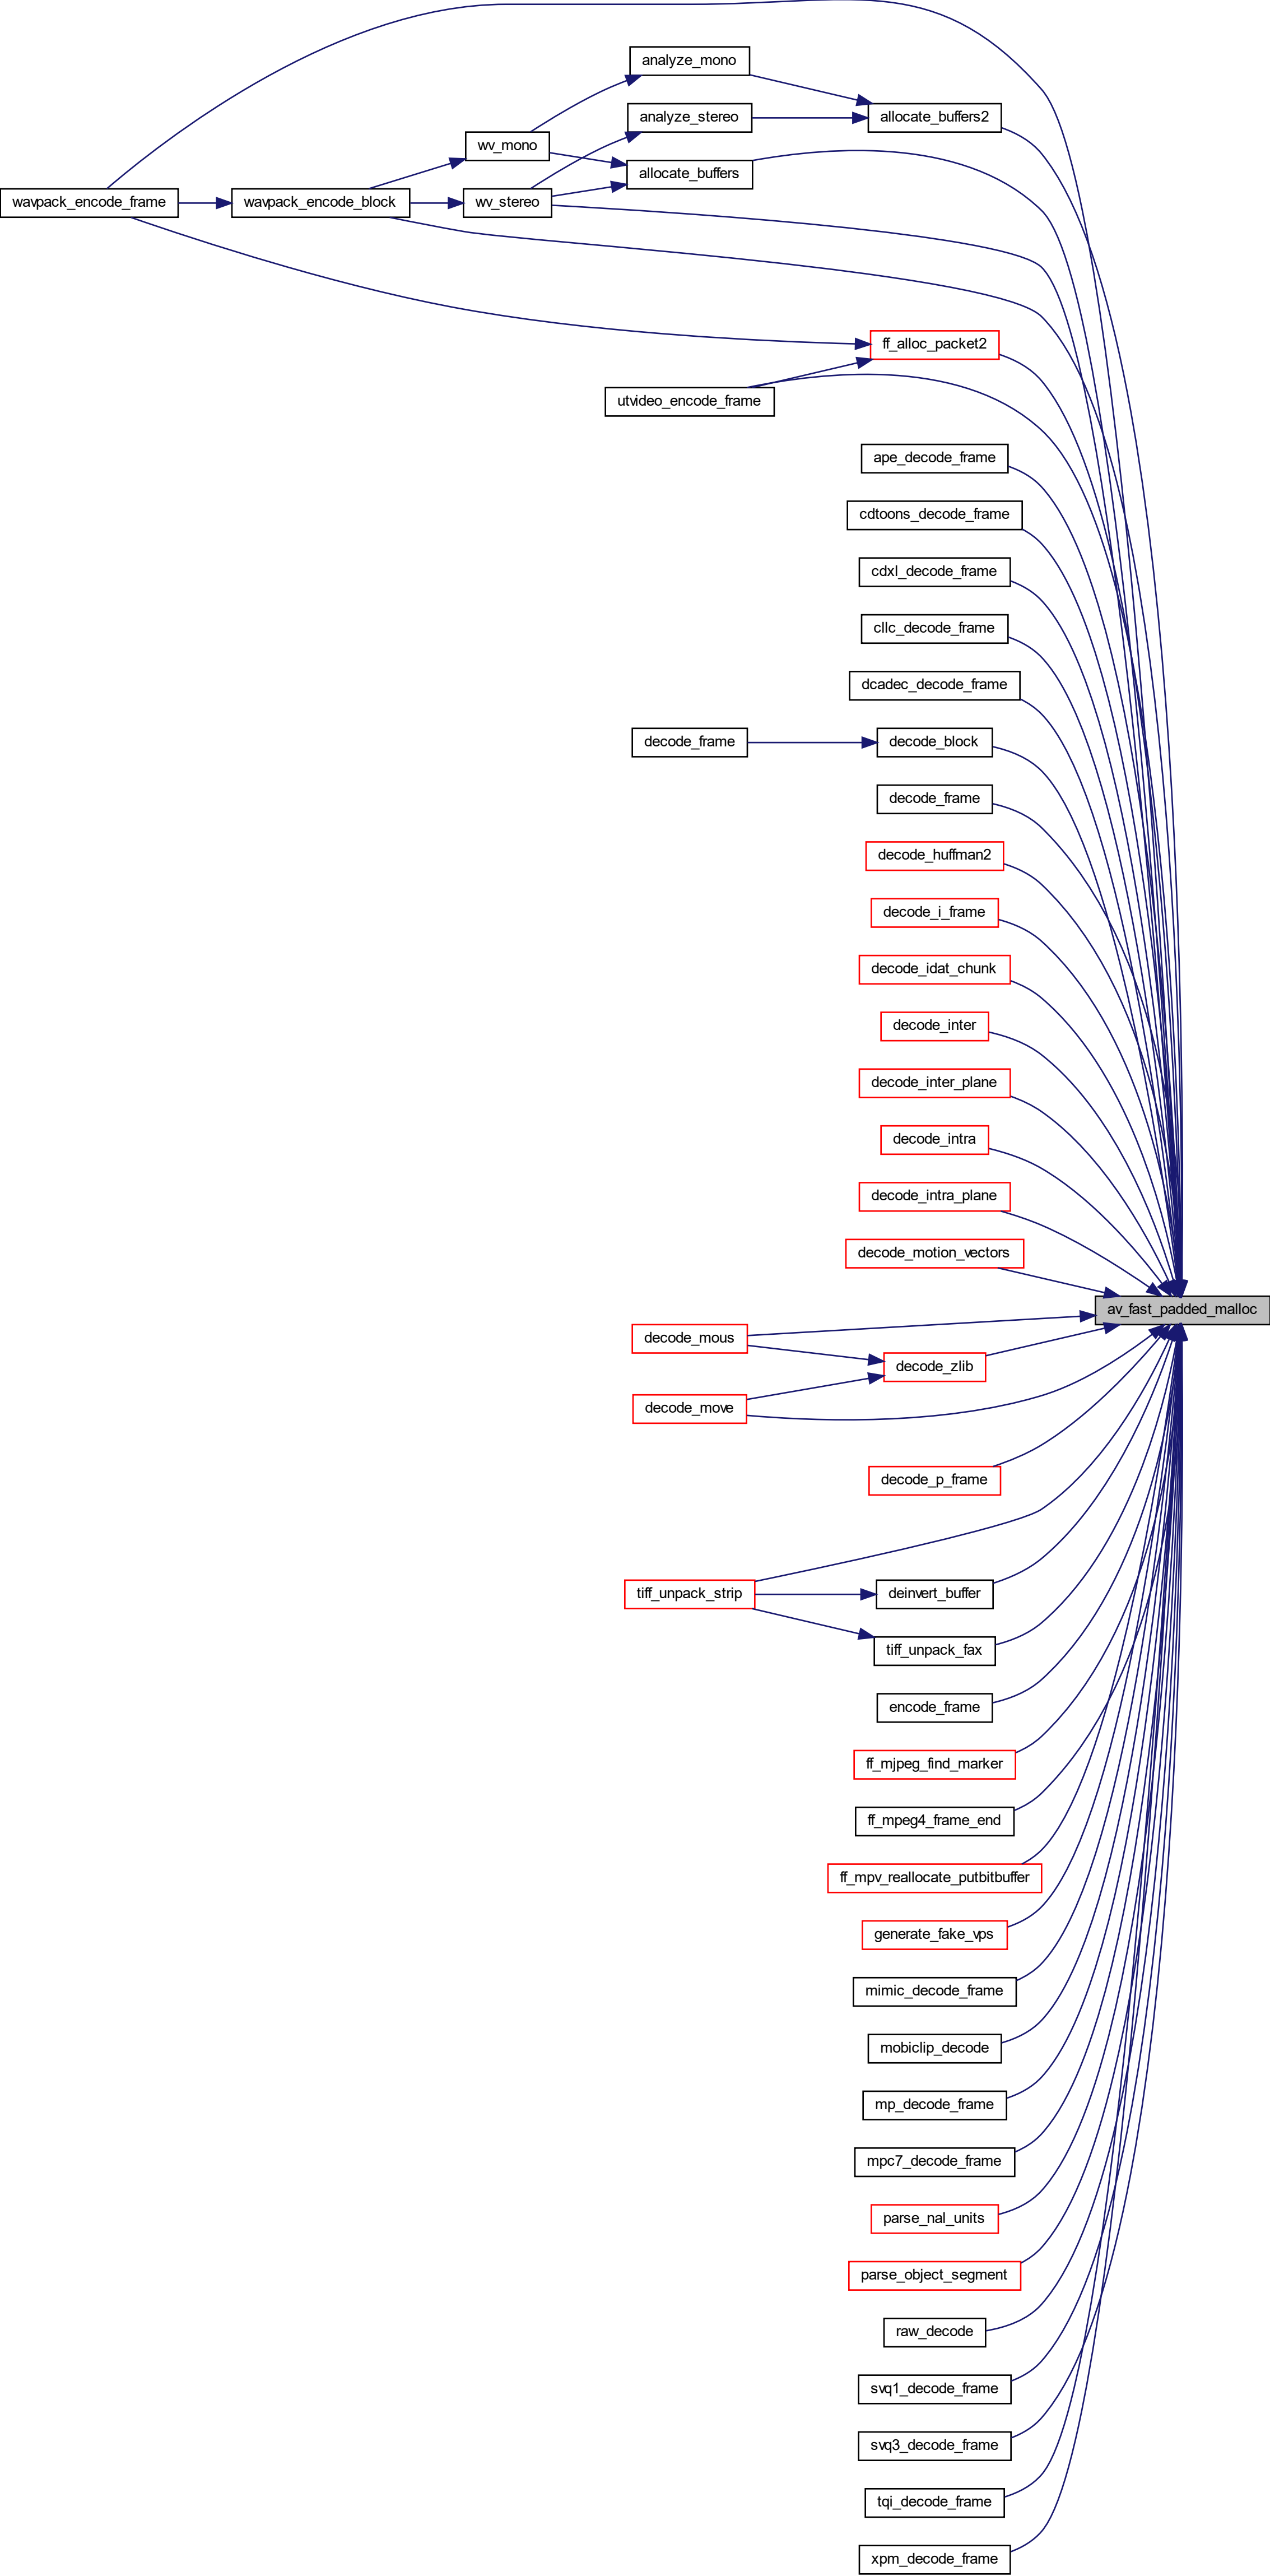 analyze_mono
analyze_stereo
allocate_buffers2
wv_mono
allocate_buffers
wavpack_encode_frame
wavpack_encode_block
wv_stereo
ff_alloc_packet2
utvideo_encode_frame
ape_decode_frame
cdtoons_decode_frame
cdxl_decode_frame
cllc_decode_frame
dcadec_decode_frame
decode_frame
decode_block
decode_frame
decode_huffman2
decode_i_frame
decode_idat_chunk
decode_inter
decode_inter_plane
decode_intra
decode_intra_plane
decode_motion_vectors
av_fast_padded_malloc
decode_mous
decode_zlib
decode_move
decode_p_frame
tiff_unpack_strip
deinvert_buffer
tiff_unpack_fax
encode_frame
ff_mjpeg_find_marker
ff_mpeg4_frame_end
ff_mpv_reallocate_putbitbuffer
generate_fake_vps
mimic_decode_frame
mobiclip_decode
mp_decode_frame
mpc7_decode_frame
parse_nal_units
parse_object_segment
raw_decode
svq1_decode_frame
svq3_decode_frame
tqi_decode_frame
xpm_decode_frame